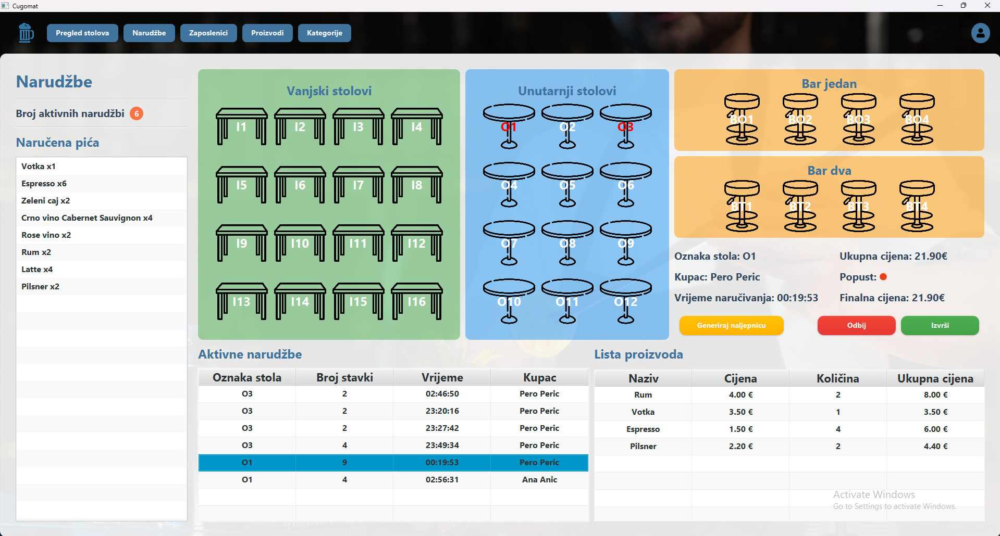 Cugomat
Pregled stolova
Narudžbe
Zaposlenici
Proizvodi
Kategorije
Narudžbe
Broj aktivnih narudžbi 6
Naručena pića
Votka x1
Espresso x6
Zeleni caj x2
Crno vino Cabernet Sauvignon x4
Rose vino x2
Rum x2
Latte x4
Pilsner x2
Vanjski stolovi
I1 I2 I3 I4
I5 I6 I7 I8
I9 I10 I11 I12
I13 I14 I15 I16
Unutarnji stolovi
O1 O2 O3
O4 O5 O6
O7 O8 O9
O10 O11 O12
Bar jedan
BO1 BO2 BO3 BO4
Bar dva
BT1 BT2 BT3 BT4
Oznaka stola: O1
Ukupna cijena: 21.90€
Kupac: Pero Peric
Popust:
Vrijeme naručivanja: 00:19:53
Finalna cijena: 21.90€
Generiraj naljepnicu
Odbij
Izvrši
Aktivne narudžbe
Oznaka stola Broj stavki Vrijeme Kupac
O3 2 02:46:50 Pero Peric
O3 2 23:20:16 Pero Peric
O3 2 23:27:42 Pero Peric
O3 4 23:49:34 Pero Peric
O1 9 00:19:53 Pero Peric
O1 4 02:56:31 Ana Anic
Lista proizvoda
Naziv Cijena Količina Ukupna cijena
Rum 4.00 € 2 8.00 €
Votka 3.50 € 1 3.50 €
Espresso 1.50 € 4 6.00 €
Pilsner 2.20 € 2 4.40 €
Activate Windows
Go to Settings to activate Windows.